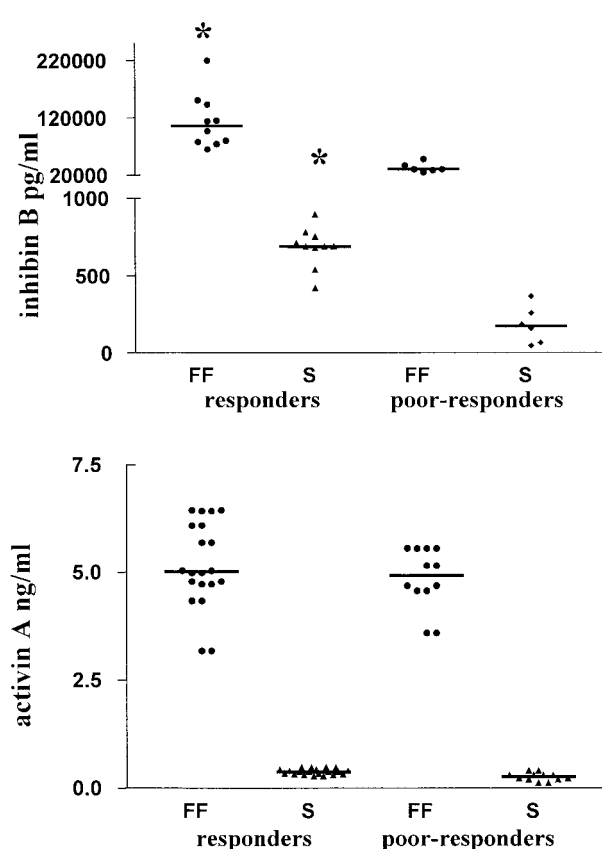 *
220000
120000
20000
*
1000
500
0
inhibin B pg/ml
FF S FF S
responders poor-responders
7.5
5.0
2.5
0.0
activin A ng/ml
FF S FF S
responders poor-responders